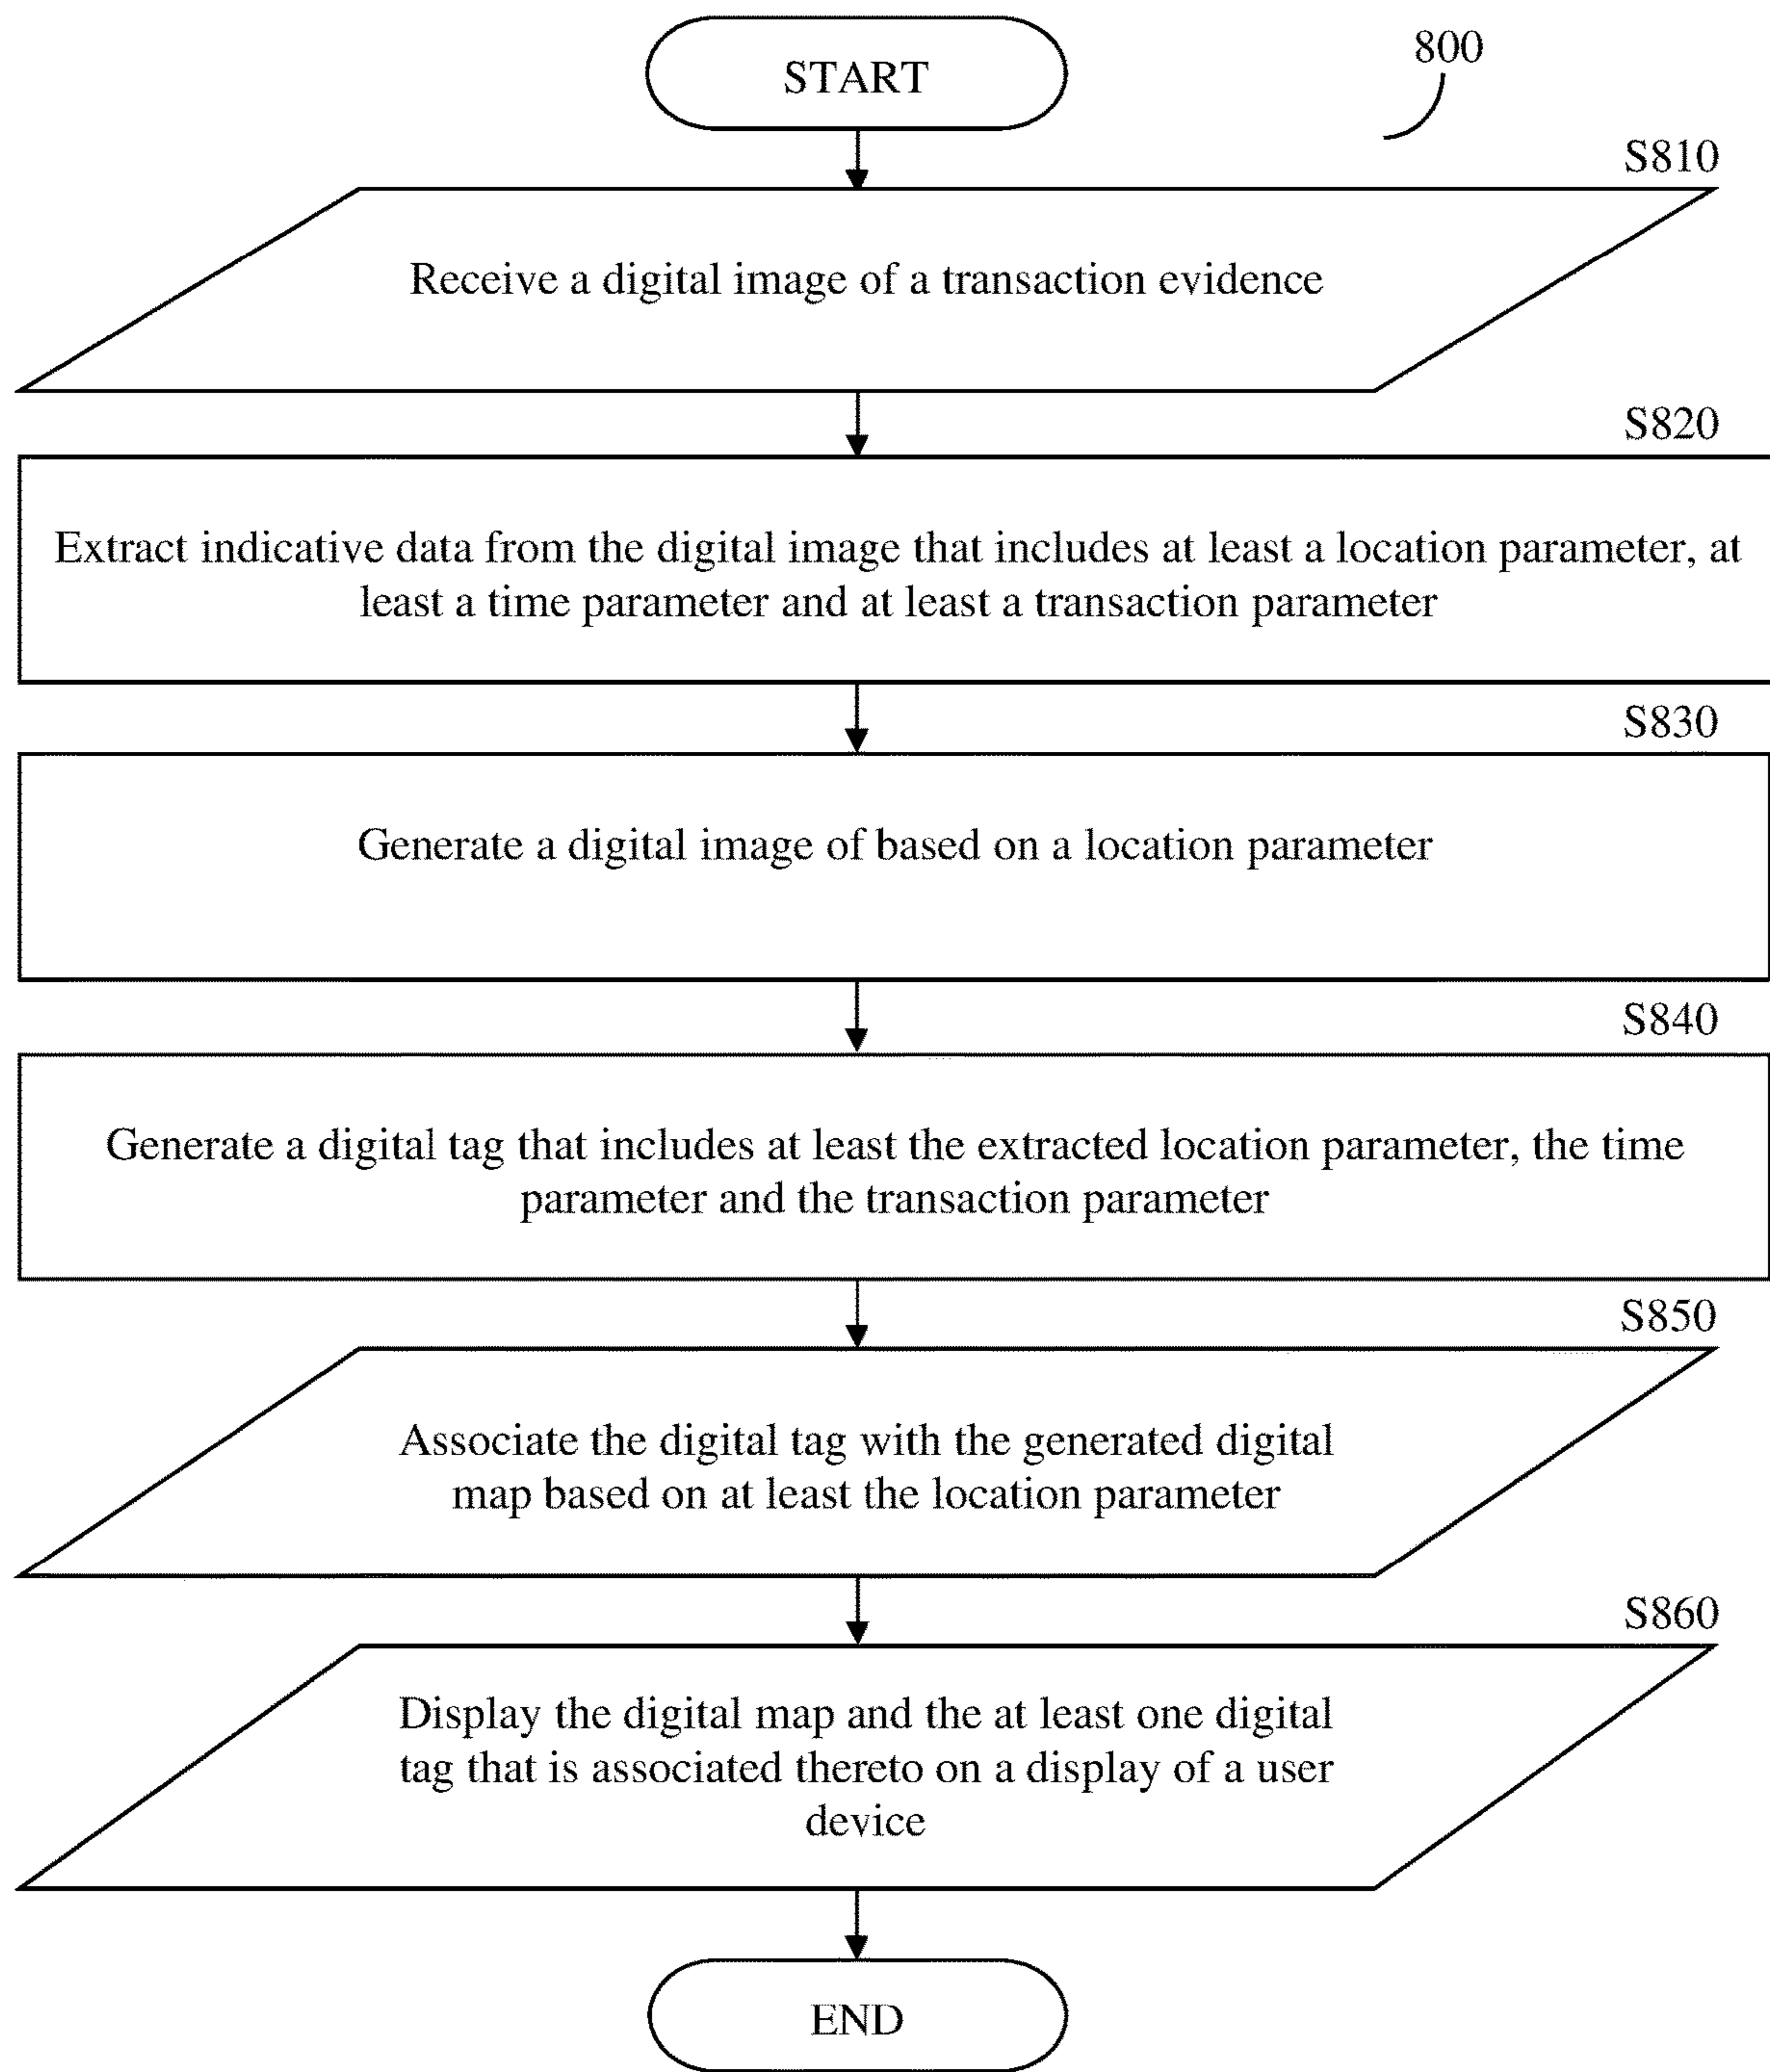 START
800
S810
Receive a digital image of a transaction evidence
S820
Extract indicative data from the digital image that includes at least a location parameter, at
least a time parameter and at least a transaction parameter
S830
Generate a digital image of based on a location parameter
S840
Generate a digital tag that includes at least the extracted location parameter, the time
parameter and the transaction parameter
S850
Associate the digital tag with the generated digital
map based on at least the location parameter
S860
Display the digital map and the at least one digital
tag that is associated thereto on a display of a user
device
END